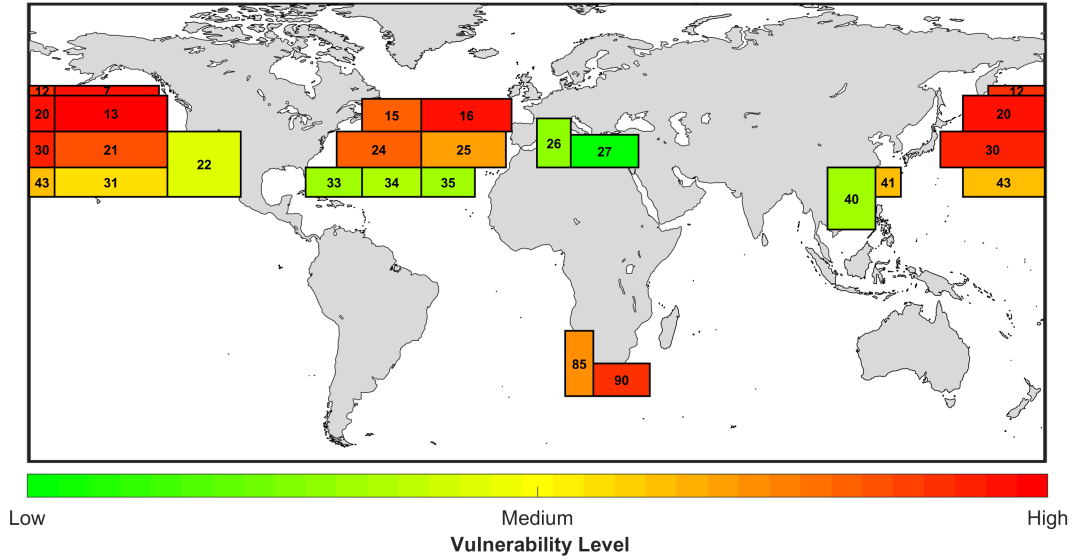 12 7 12
20 13 15 16 20
30 21 24 25 26 27 30
22
43 31 33 34 35 40 41 43
85
90
Low Medium High
Vulnerability Level